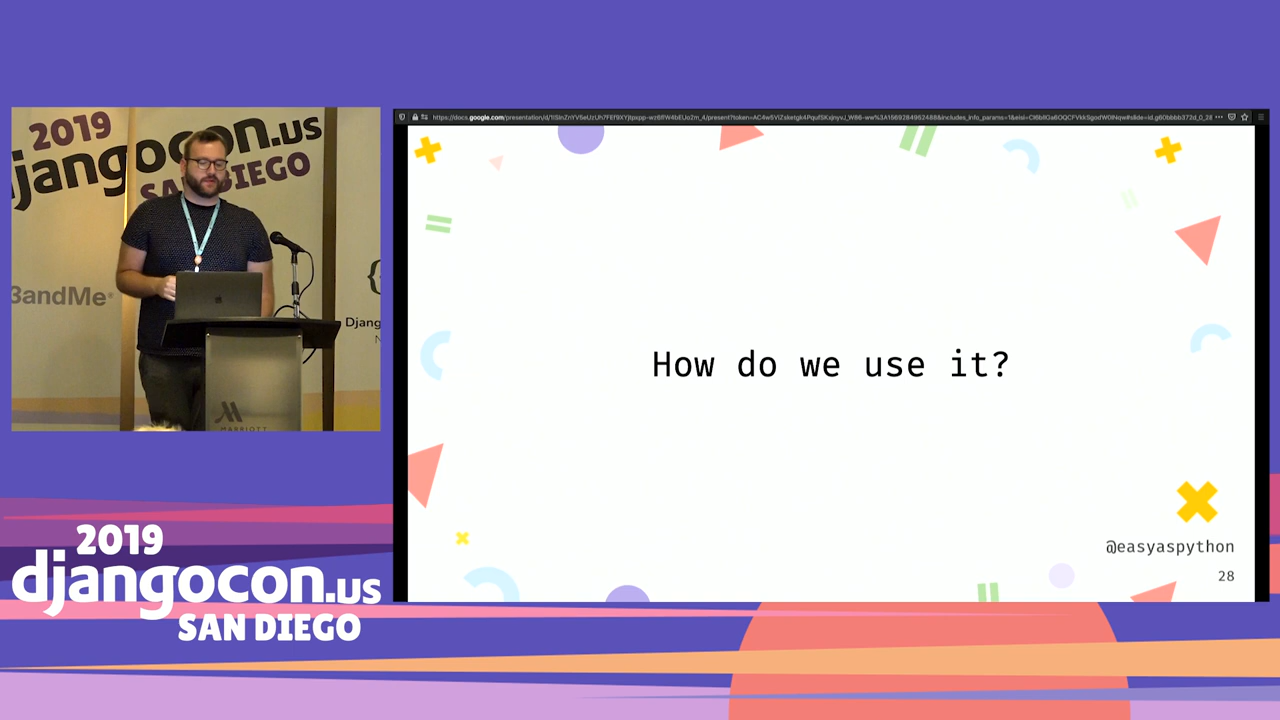 2019
djangocon.us
SAN DIEGO
3andMe
Djang
MARRIOTT
How do we use it?
@easyaspython
28
2019
djangocon.us
SAN DIEGO